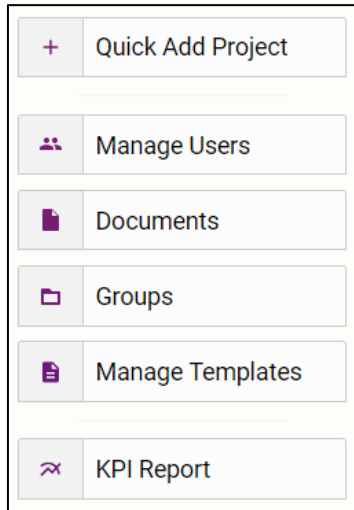 Quick Add Project
Manage Users
Documents
Groups
Manage Templates
KPI Report